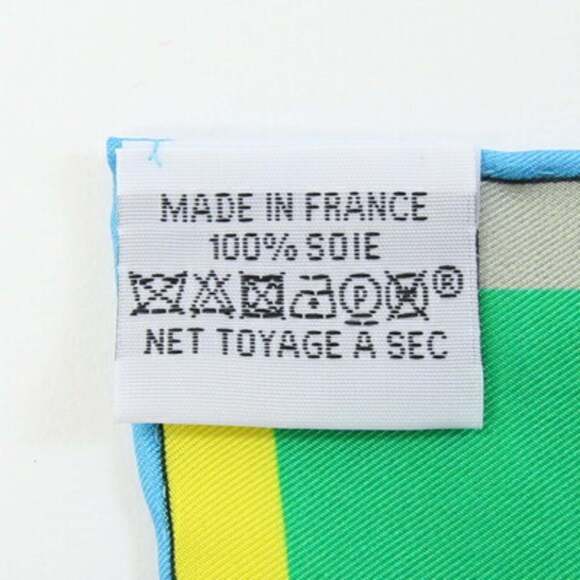 MADE IN FRANCE
100% SOIE
P ®
NET TOYAGE À SEC